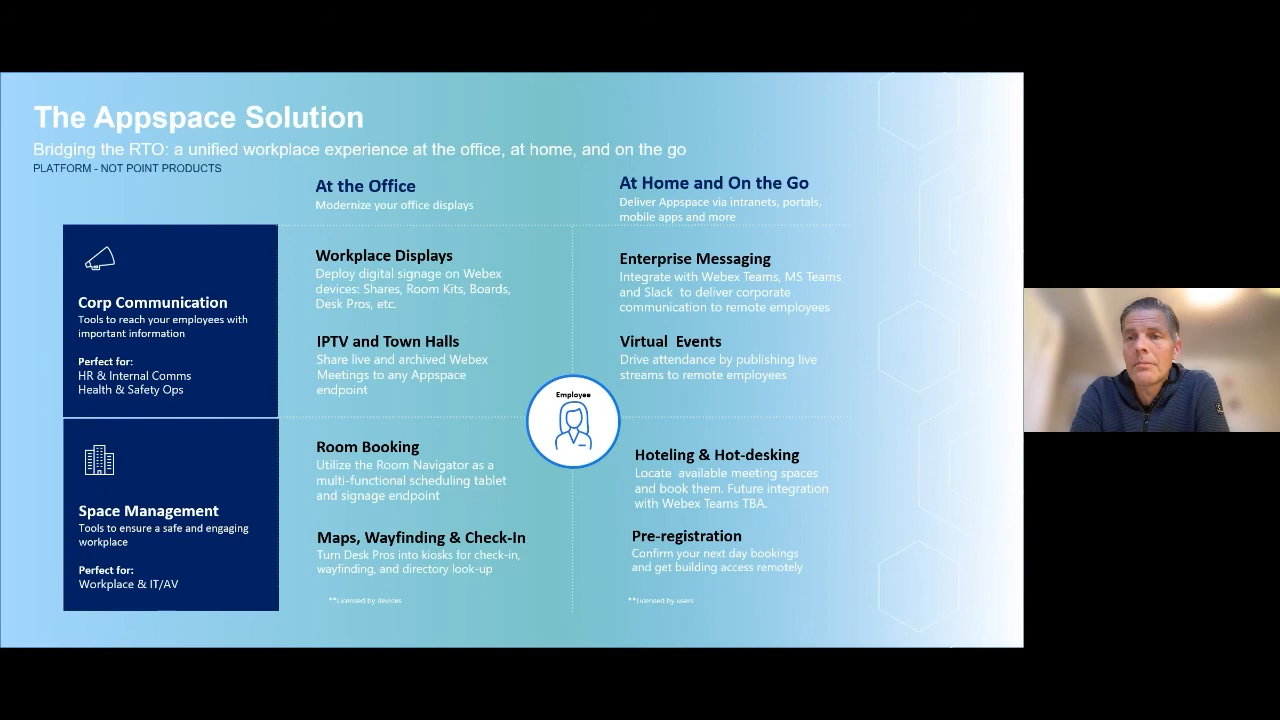 The Appspace Solution
Bridging the RTO: a unified workplace experience at the office, at home, and on the go
PLATFORM - NOT POINT PRODUCTS
At the Office
Modernize your office displays
At Home and On the Go
Deliver Appspace via intranets, portals,
mobile apps and more
Corp Communication
Tools to reach your employees with
important information
Perfect for:
HR & Internal Comms
Health & Safety Ops
Workplace Displays
Deploy digital signage on Webex
devices: Shares, Room Kits, Boards,
Desk Pros, etc.
IPTV and Town Halls
Share live and archived Webex
Meetings to any Appspace
endpoint
Enterprise Messaging
Integrate with Webex Teams, MS Teams
and Slack to deliver corporate
communication to remote employees
Virtual Events
Drive attendance by publishing live
streams to remote employees
Employee
Space Management
Tools to ensure a safe and engaging
workplace
Perfect for:
Workplace & IT/AV
Room Booking
Utilize the Room Navigator as a
multi-functional scheduling tablet
and signage endpoint
Maps, Wayfinding & Check-In
Turn Desk Pros into kiosks for check-in,
wayfinding, and directory look-up
**Licensed by devices
Hoteling & Hot-desking
Locate available meeting spaces
and book them. Future integration
with Webex Teams TBA.
Pre-registration
Confirm your next day bookings
and get building access remotely
**Licensed by users